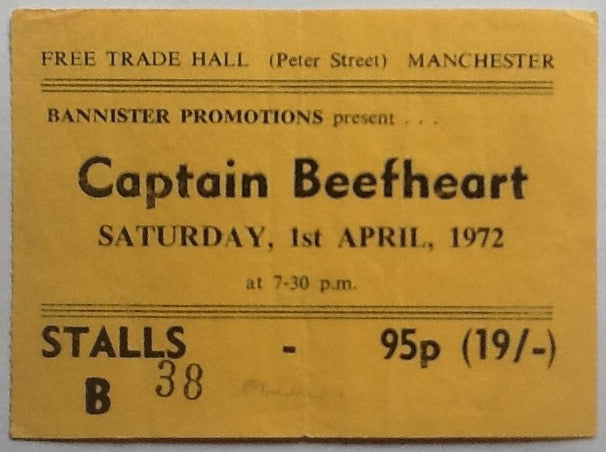 FREE TRADE HALL (Peter Street) MANCHESTER
BANNISTER PROMOTIONS present . . .
Captain Beefheart
SATURDAY, 1st APRIL, 1972
at 7-30 p.m.
STALLS - 95p (19/-)
B 38